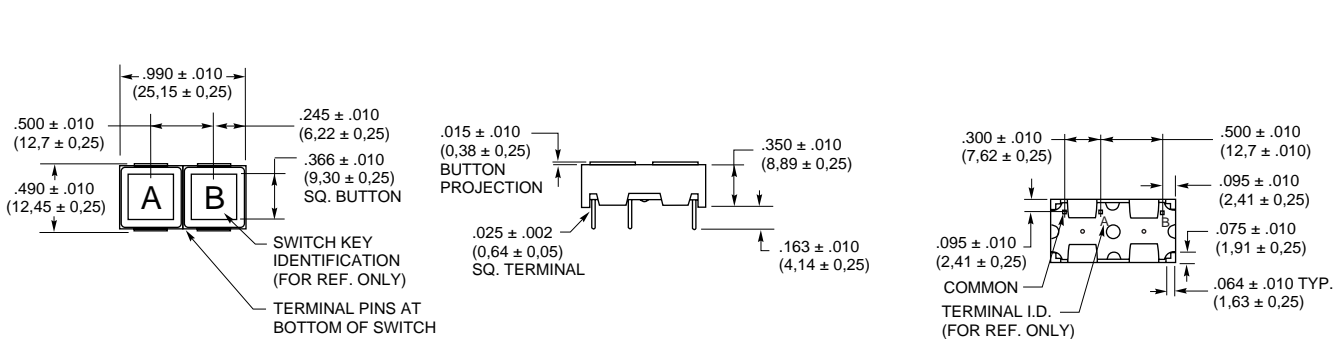 .990 ± .010
(25,15 ± 0,25)
.500 ± .010
(12,7 ± 0,25)
.245 ± .010
(6,22 ± 0,25)
.366 ± .010
(9,30 ± 0,25)
SQ. BUTTON
.490 ± .010
(12,45 ± 0,25)
A
B
SWITCH KEY
IDENTIFICATION
(FOR REF. ONLY)
TERMINAL PINS AT
BOTTOM OF SWITCH
.015 ± .010
(0,38 ± 0,25)
BUTTON
PROJECTION
.350 ± .010
(8,89 ± 0,25)
.025 ± .002
(0,64 ± 0,05)
SQ. TERMINAL
.163 ± .010
(4,14 ± 0,25)
.300 ± .010
(7,62 ± 0,25)
.500 ± .010
(12,7 ± .010)
.095 ± .010
(2,41 ± 0,25)
A
B
.095 ± .010
(2,41 ± 0,25)
.075 ± .010
(1,91 ± 0,25)
COMMON
TERMINAL I.D.
(FOR REF. ONLY)
.064 ± .010 TYP.
(1,63 ± 0,25)